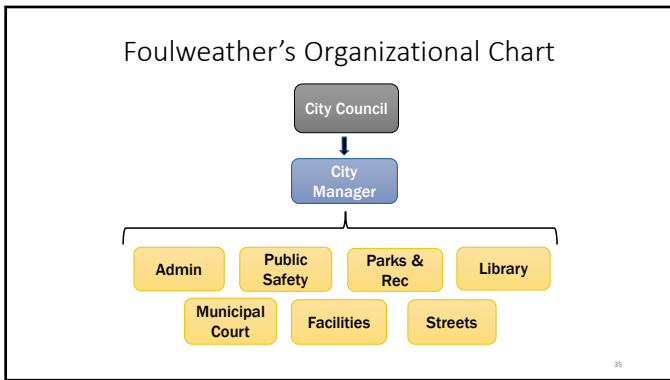 Foulweather's Organizational Chart
City Council
City
Manager
Admin
Public
Safety
Parks &
Rec
Library
Municipal
Court
Facilities
Streets
35